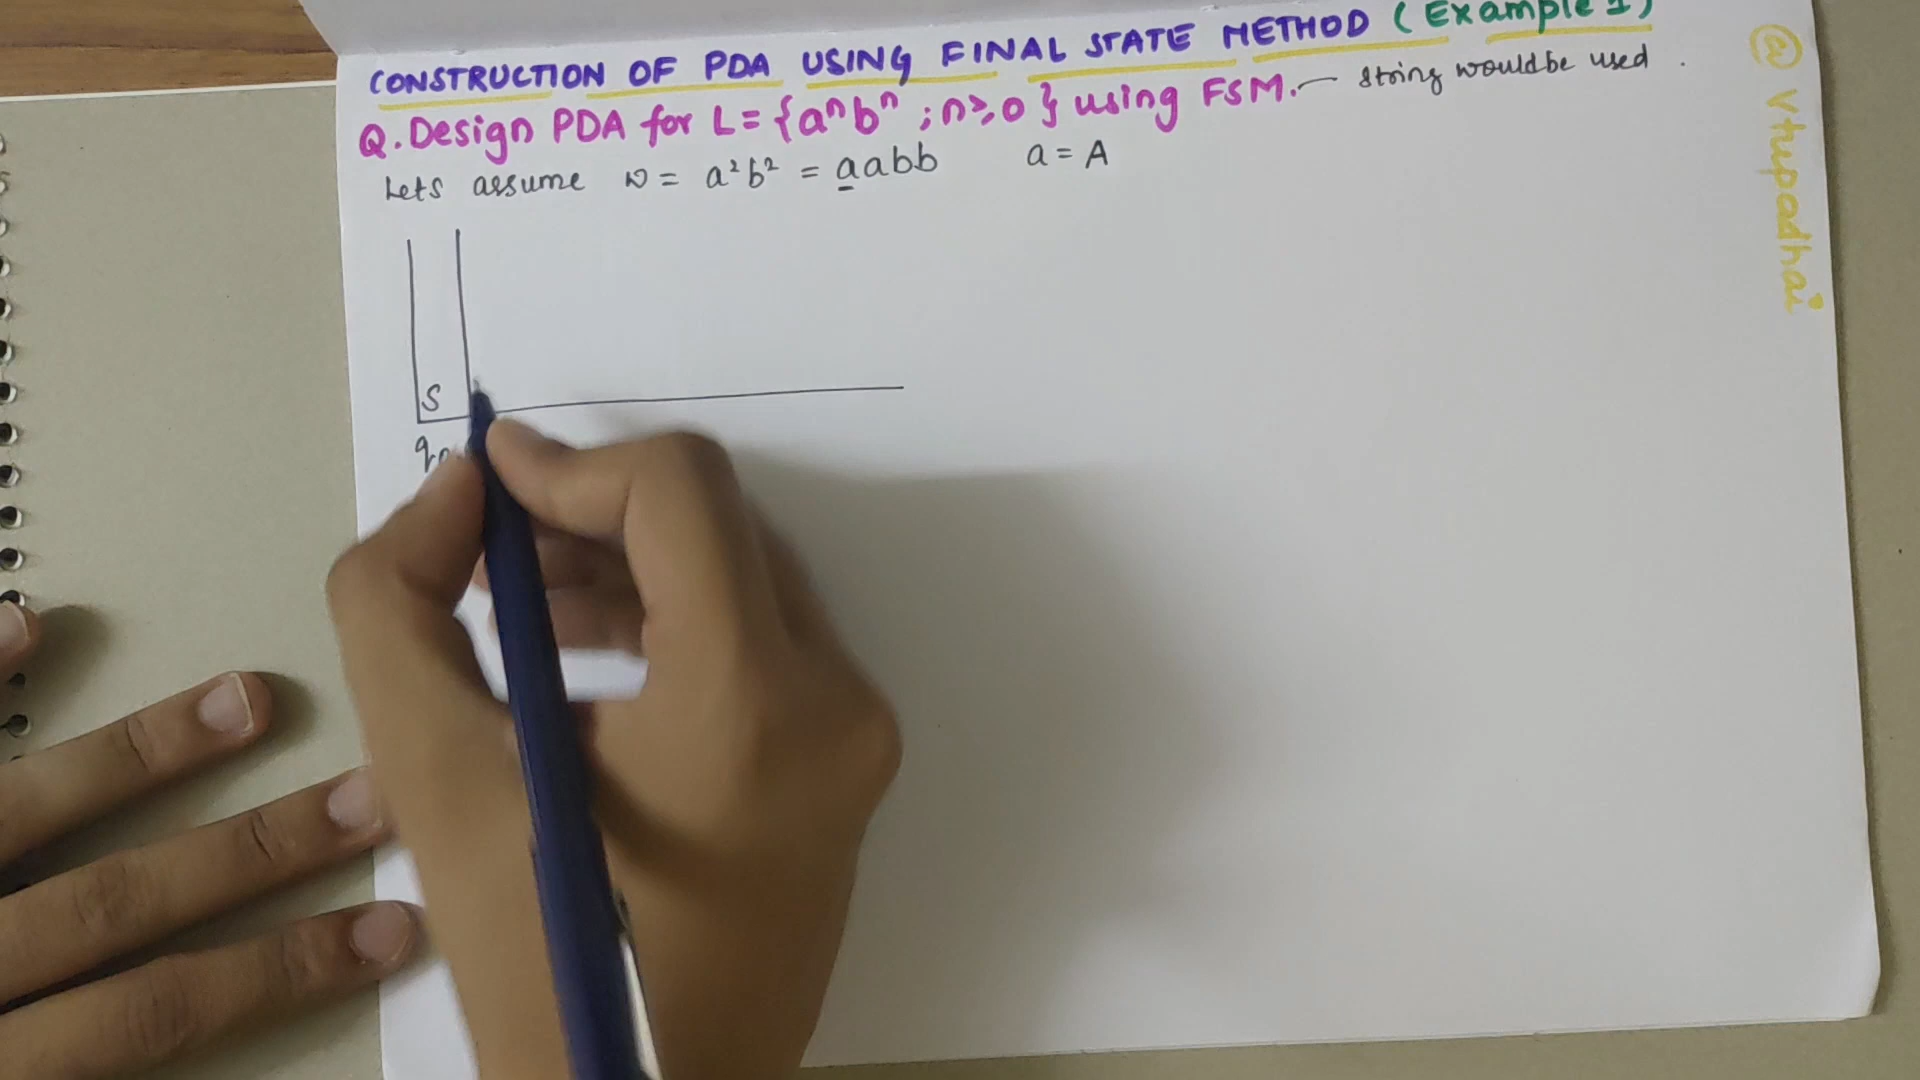 CONSTRUCTION OF PDA USING FINAL STATE METHOD (Example 1)
Q. Design PDA for L = {aⁿbⁿ ; n≥0} using FSM. — string would be used.
Lets assume w = a²b² = aabb a = A
S
q₀
@Vtupadhai